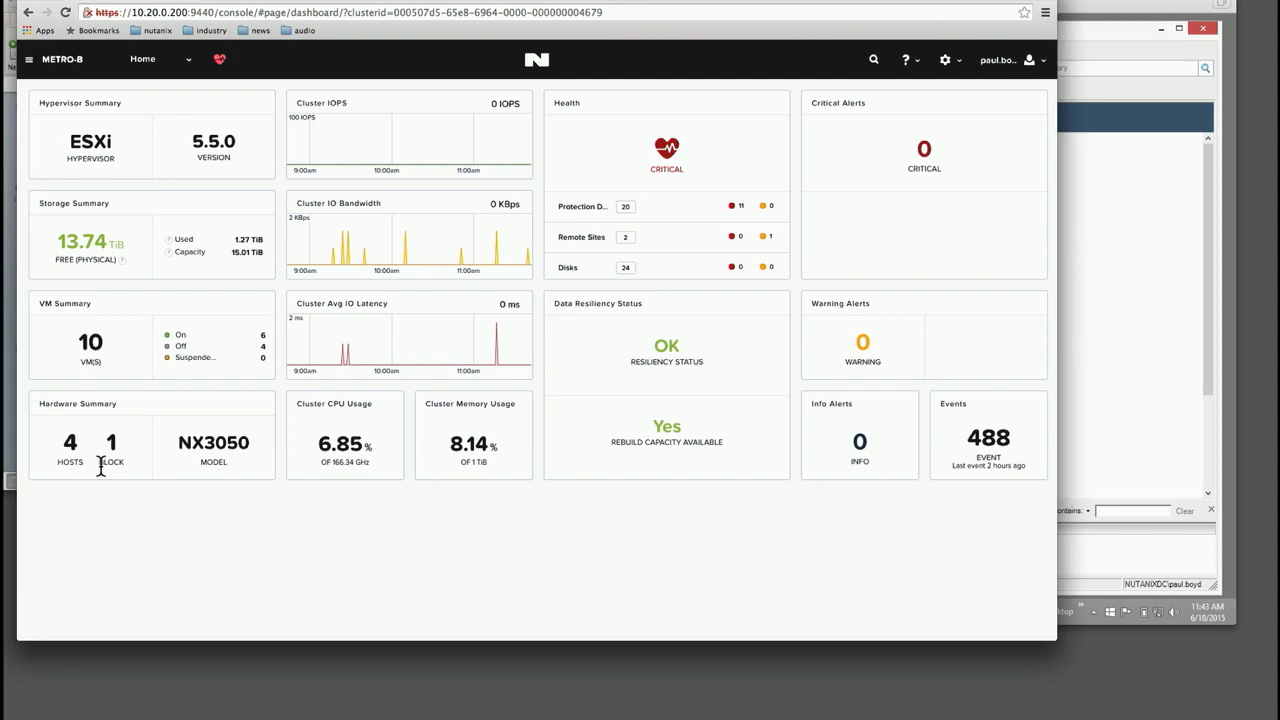 https://10.20.0.200:9440/console/#page/dashboard/?clusterid=000507d5-65e8-6964-0000-000000004679
Apps Bookmarks nutanix industry news audio
METRO-B Home N ? paul.bo..
Hypervisor Summary
ESXi
HYPERVISOR
5.5.0
VERSION
Cluster IOPS 0 IOPS
100 IOPS
9:00am 10:00am 11:00am
Health
CRITICAL
Protection D... 20 11 0
Remote Sites 2 0 1
Disks 24 0 0
Critical Alerts
0
CRITICAL
Storage Summary
13.74 TiB
FREE (PHYSICAL) ?
? Used 1.27 TiB
? Capacity 15.01 TiB
Cluster IO Bandwidth 0 KBps
2 KBps
9:00am 10:00am 11:00am
VM Summary
10
VM(S)
On 6
Off 4
Suspende... 0
Cluster Avg IO Latency 0 ms
2 ms
9:00am 10:00am 11:00am
Data Resiliency Status
OK
RESILIENCY STATUS
Yes
REBUILD CAPACITY AVAILABLE
Warning Alerts
0
WARNING
Hardware Summary
4
HOSTS
1
BLOCK
NX3050
MODEL
Cluster CPU Usage
6.85 %
OF 166.34 GHz
Cluster Memory Usage
8.14 %
OF 1 TiB
Info Alerts
0
INFO
Events
488
EVENT
Last event 2 hours ago
Clear
NUTANIXDC\paul.boyd
11:43 AM
6/18/2015